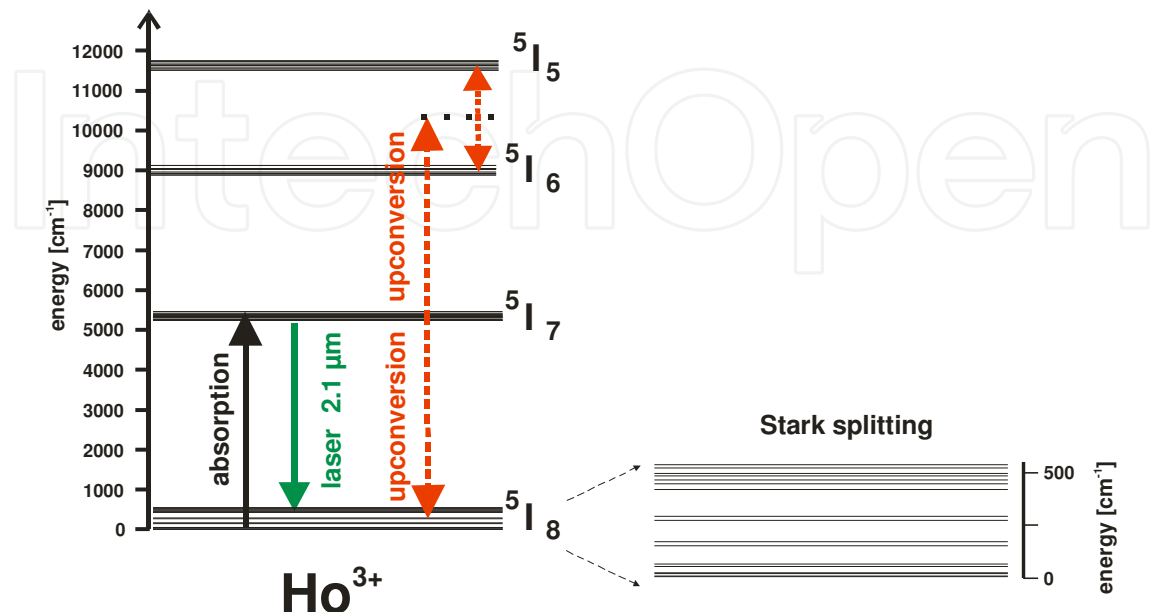 IntechOpen
energy [cm⁻¹]
12000
11000
10000
9000
8000
7000
6000
5000
4000
3000
2000
1000
0
⁵I₅
⁵I₆
⁵I₇
⁵I₈
absorption
laser 2.1 µm
upconversion
upconversion
Ho³⁺
Stark splitting
500
0
energy [cm⁻¹]